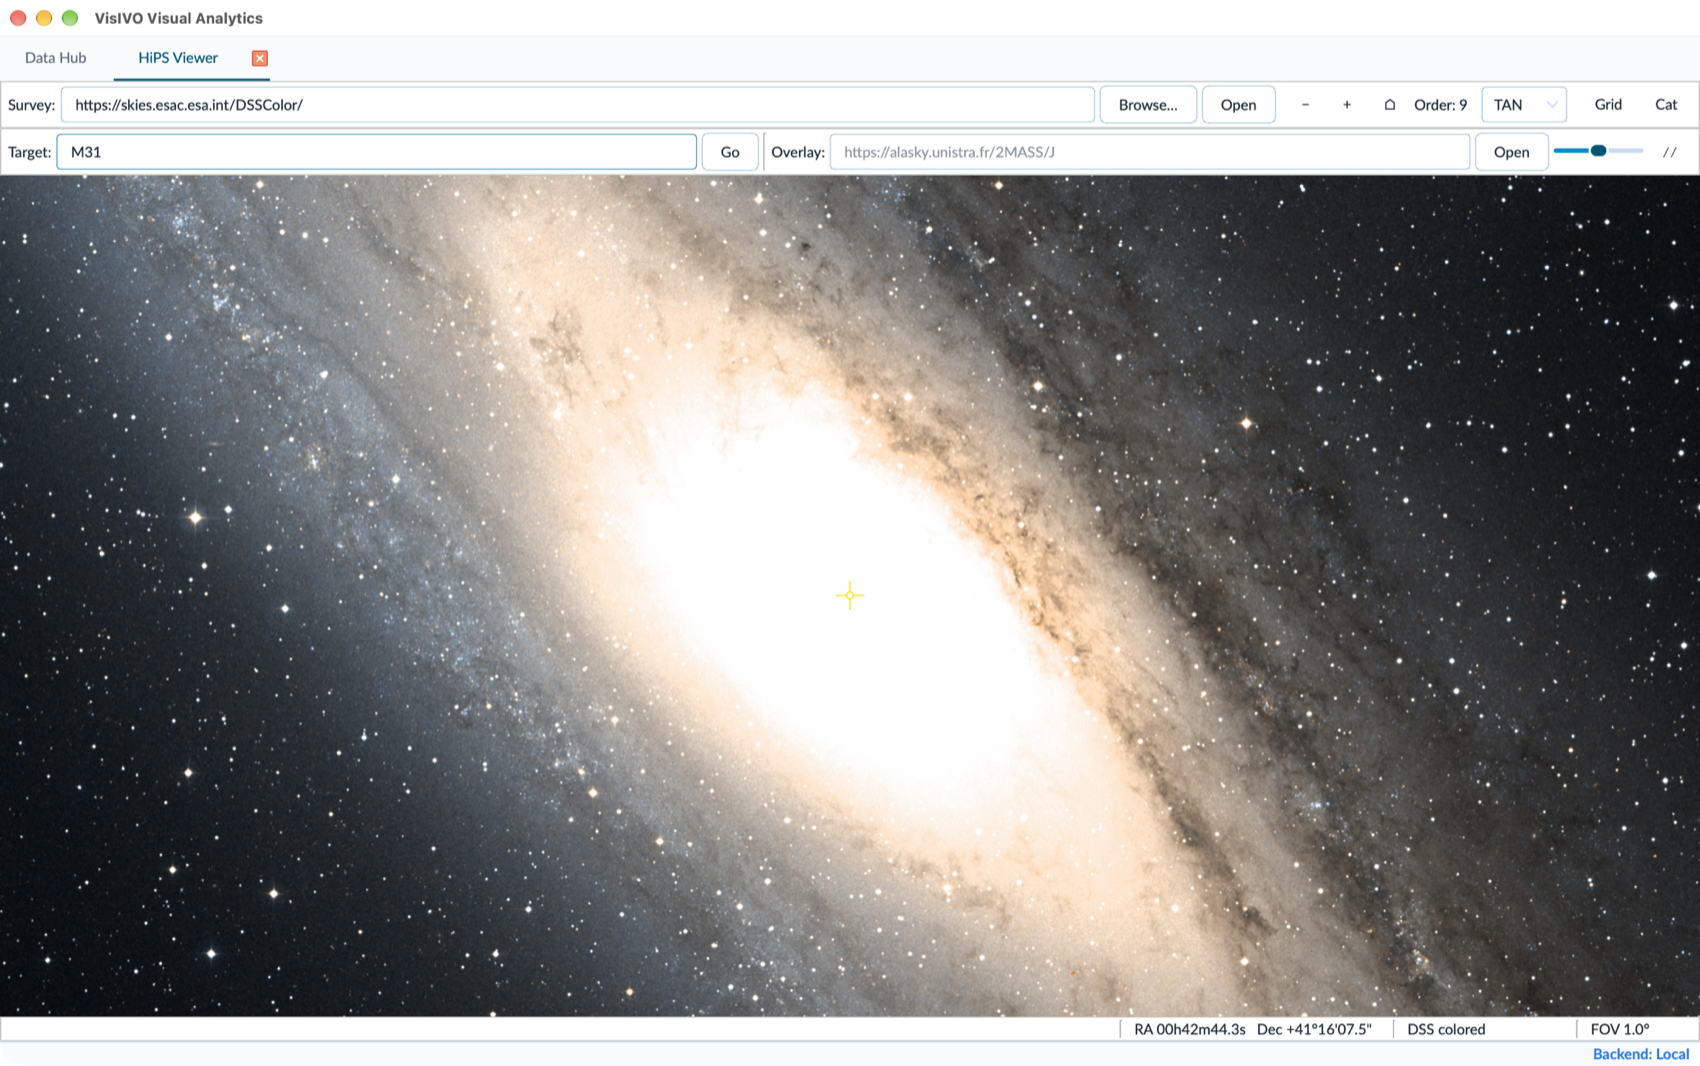 VisIVO Visual Analytics
Data Hub HiPS Viewer
Survey: https://skies.esac.esa.int/DSSColor/ Browse... Open - + Order: 9 TAN Grid Cat
Target: M31 Go Overlay: https://alasky.unistra.fr/2MASS/J Open //
RA 00h42m44.3s Dec +41°16'07.5" DSS colored FOV 1.0°
Backend: Local